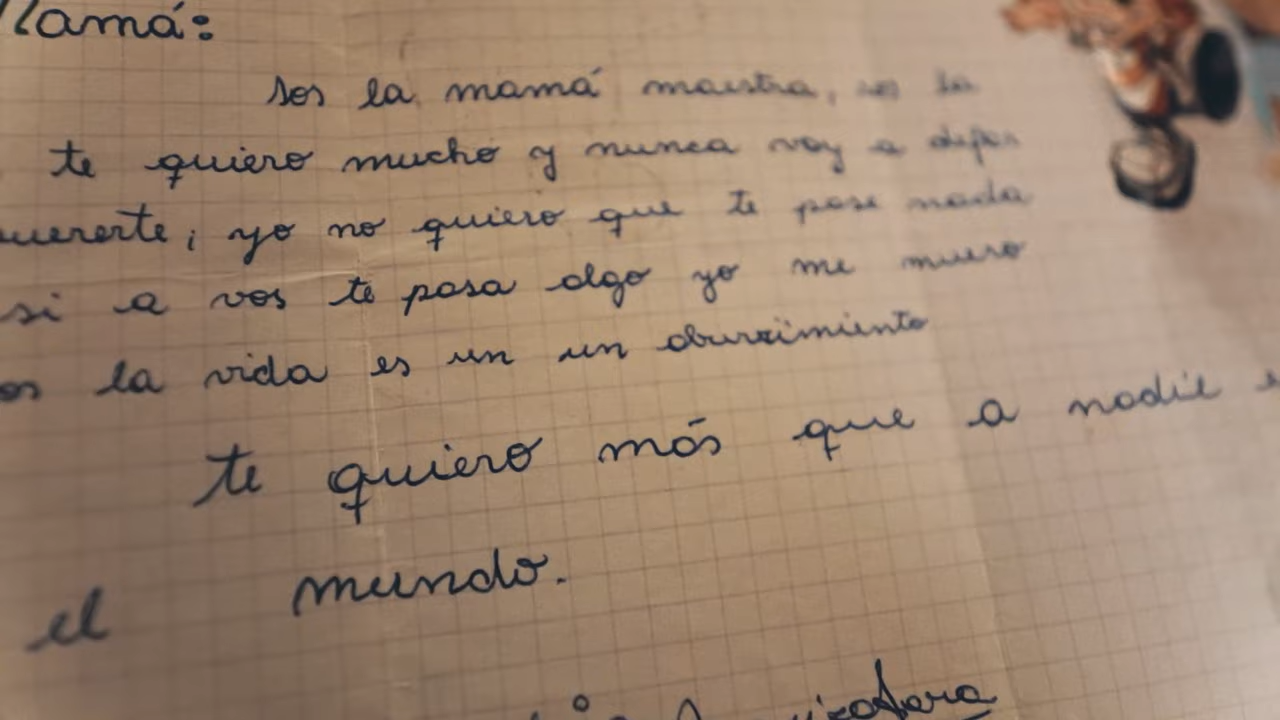 Mamá:
sos la mamá maestra, sos la
te quiero mucho y nunca voy a dejar
quererte; yo no quiero que te pase nada
si a vos te pasa algo yo me muero
la vida es un un aburrimiento
te quiero más que a nadie
el mundo.